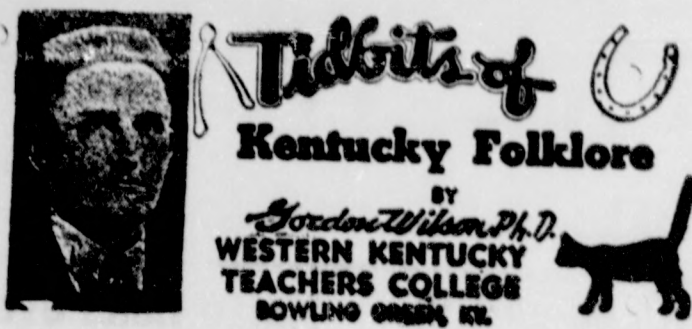 Tidbits of
Kentucky Folklore
BY
Gordon Wilson Ph.D.
WESTERN KENTUCKY
TEACHERS COLLEGE
BOWLING GREEN, KY.